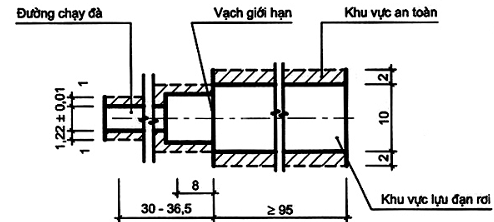 Đường chạy đà
Vạch giới hạn
Khu vực an toàn
1
1,22 ± 0,01
1
2
10
2
8
Khu vực lựu đạn rơi
30 - 36,5
≥ 95